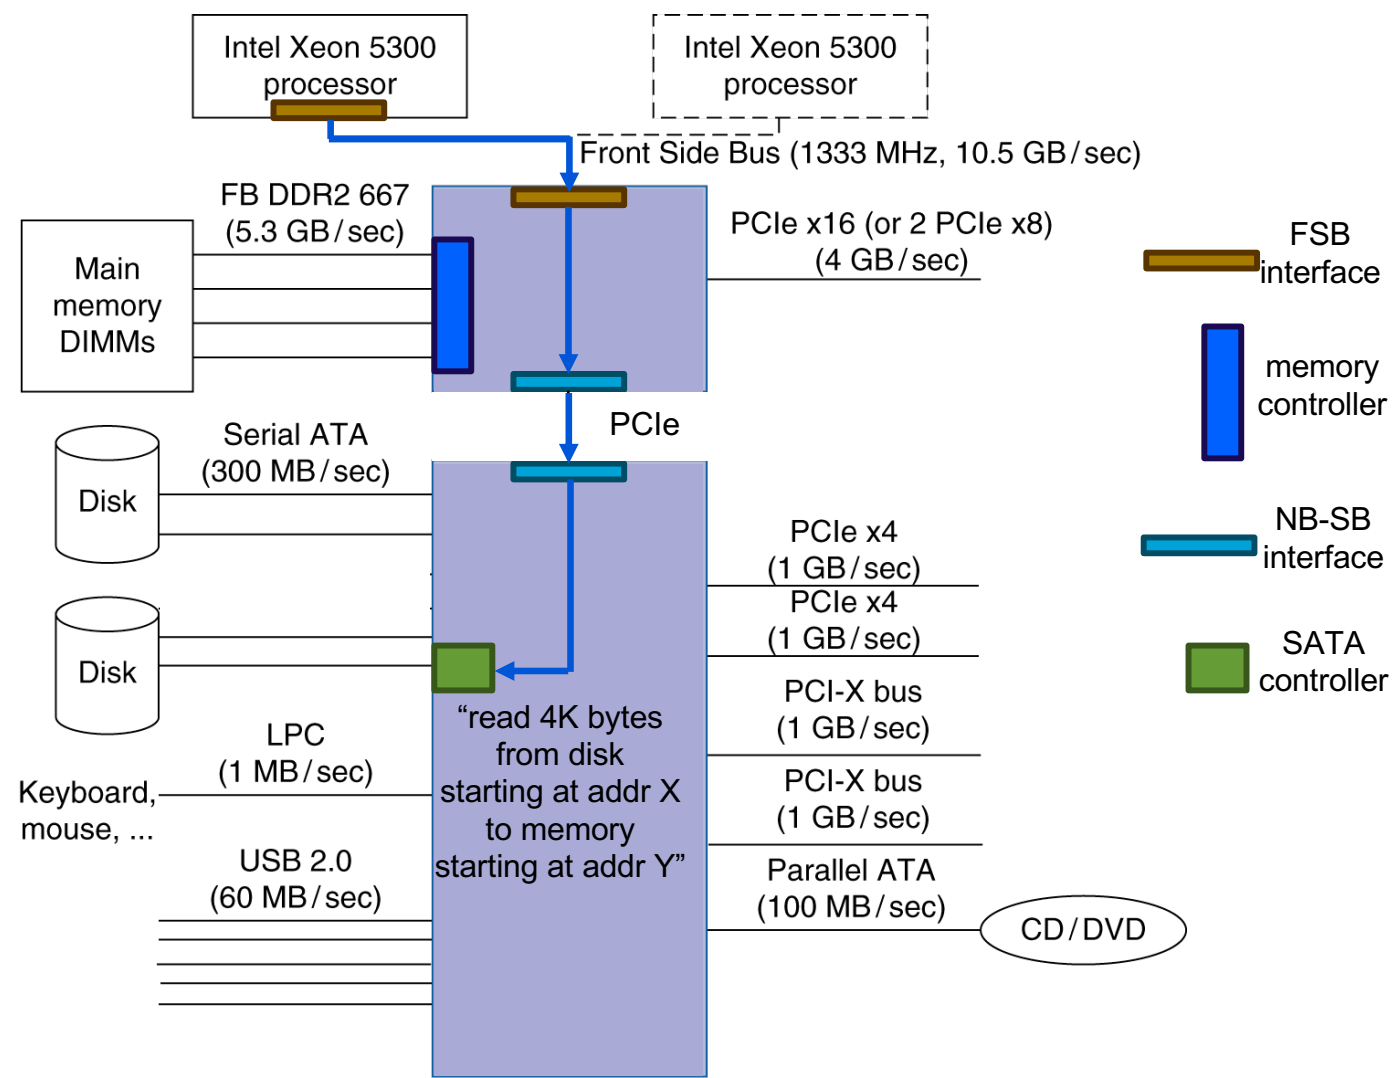 Intel Xeon 5300
processor
Intel Xeon 5300
processor
Front Side Bus (1333 MHz, 10.5 GB/sec)
FB DDR2 667
(5.3 GB/sec)
Main
memory
DIMMs
PCIe x16 (or 2 PCIe x8)
(4 GB/sec)
FSB
interface
memory
controller
NB-SB
interface
SATA
controller
PCIe
Serial ATA
(300 MB/sec)
Disk
Disk
PCIe x4
(1 GB/sec)
PCIe x4
(1 GB/sec)
PCI-X bus
(1 GB/sec)
PCI-X bus
(1 GB/sec)
Parallel ATA
(100 MB/sec)
CD/DVD
LPC
(1 MB/sec)
Keyboard,
mouse, ...
USB 2.0
(60 MB/sec)
“read 4K bytes
from disk
starting at addr X
to memory
starting at addr Y”